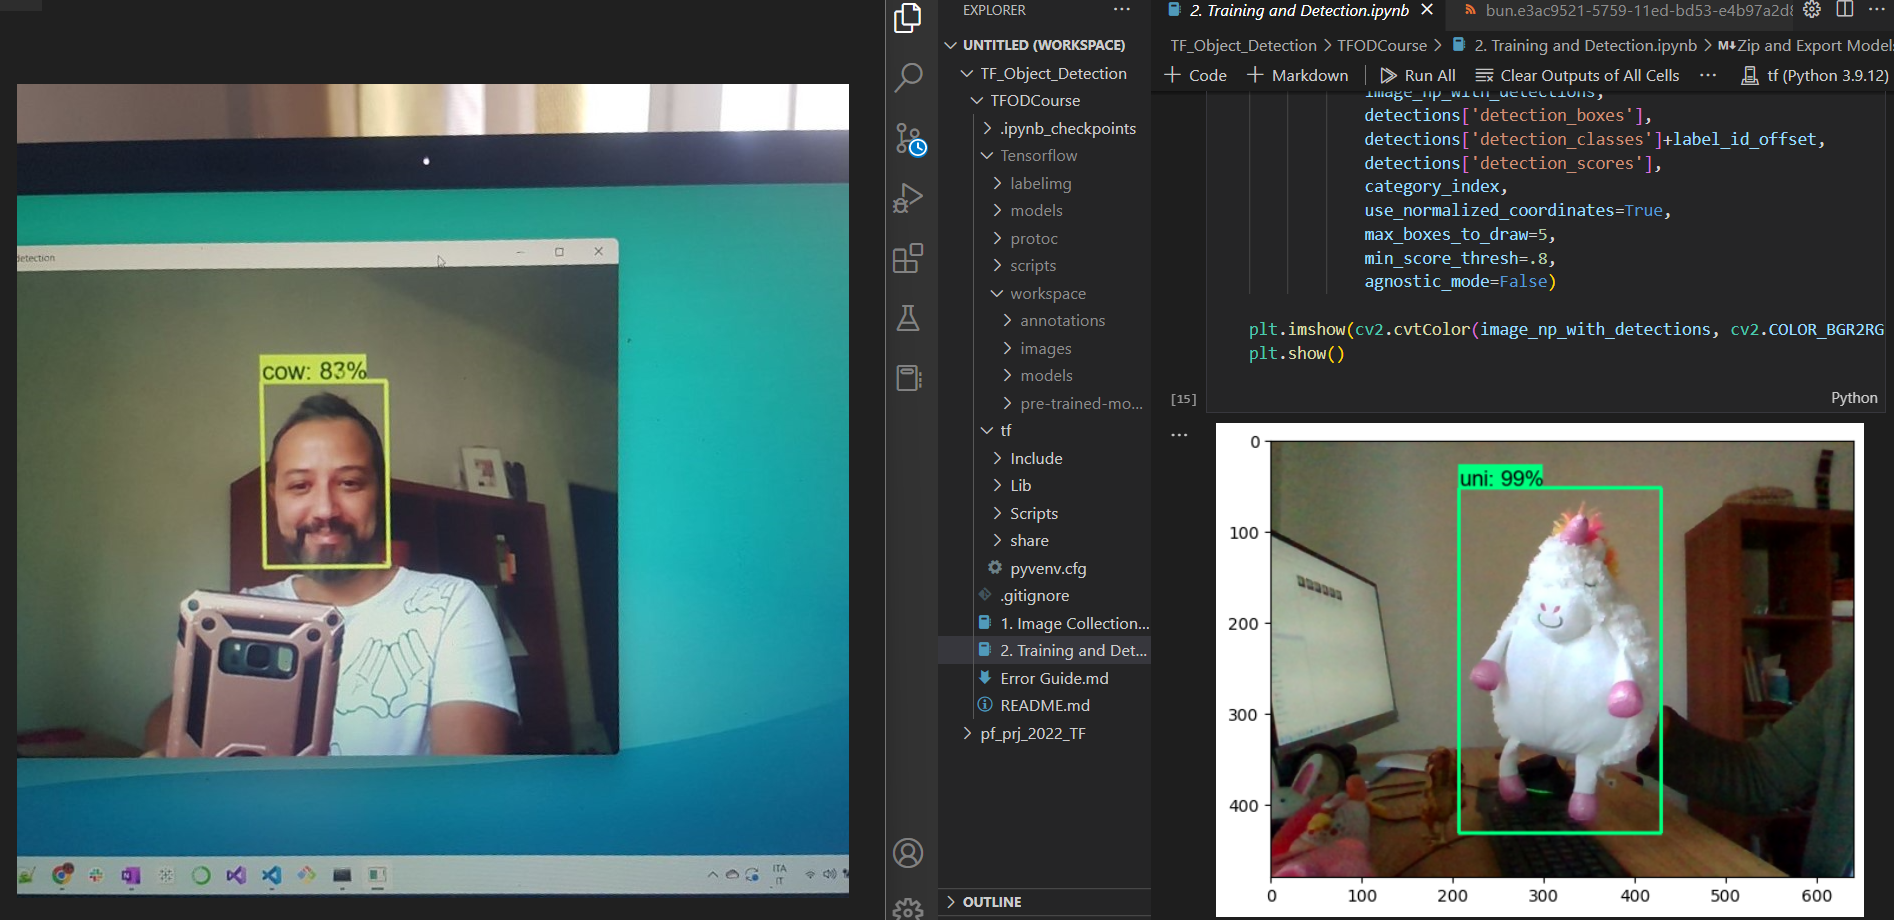 detection
cow: 83%
ITA
IT
EXPLORER
UNTITLED (WORKSPACE)
TF_Object_Detection
TFODCourse
.ipynb_checkpoints
Tensorflow
labelimg
models
protoc
scripts
workspace
annotations
images
models
pre-trained-mo...
tf
Include
Lib
Scripts
share
pyvenv.cfg
.gitignore
1. Image Collection...
2. Training and Det...
Error Guide.md
README.md
pf_prj_2022_TF
OUTLINE
2. Training and Detection.ipynb
bun.e3ac9521-5759-11ed-bd53-e4b97a2d8
TF_Object_Detection > TFODCourse > 2. Training and Detection.ipynb > M↓Zip and Export Models
+ Code + Markdown Run All Clear Outputs of All Cells ... tf (Python 3.9.12)
image_np_with_detections,
detections['detection_boxes'],
detections['detection_classes']+label_id_offset,
detections['detection_scores'],
category_index,
use_normalized_coordinates=True,
max_boxes_to_draw=5,
min_score_thresh=.8,
agnostic_mode=False)
plt.imshow(cv2.cvtColor(image_np_with_detections, cv2.COLOR_BGR2RG
plt.show()
[15]
Python
uni: 99%
0
100
200
300
400
0 100 200 300 400 500 600